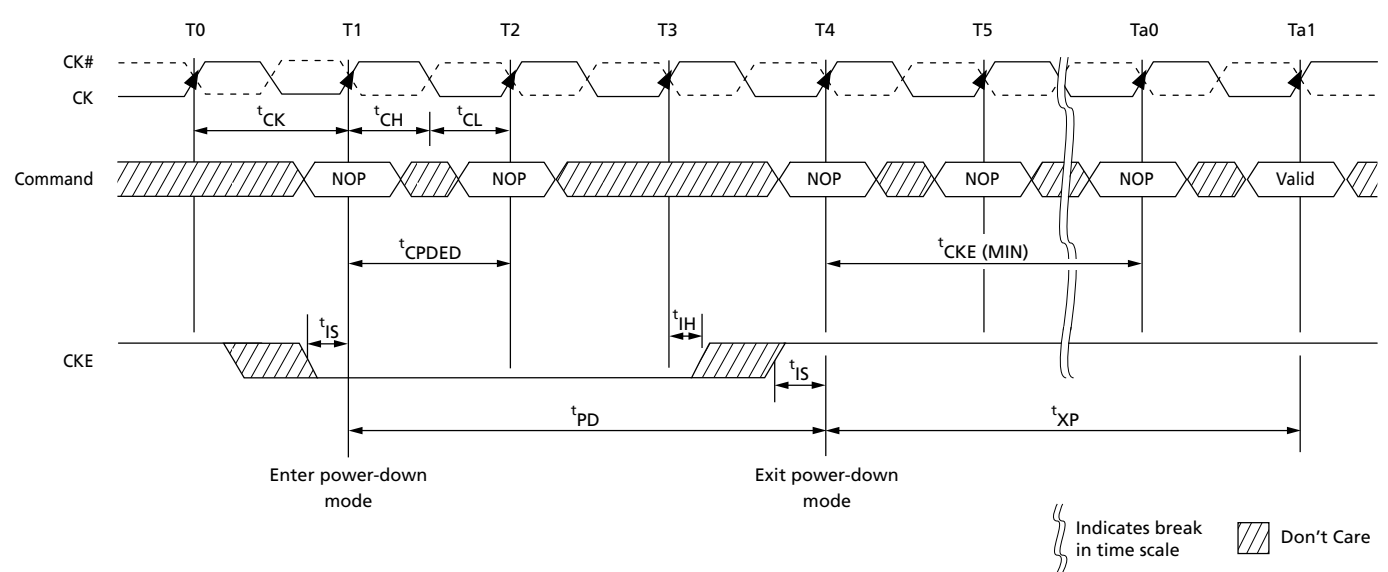 T0 T1 T2 T3 T4 T5 Ta0 Ta1
CK#
CK
tCK tCH tCL
Command NOP NOP NOP NOP NOP Valid
tCPDED tCKE (MIN)
tIS tIH
CKE
tIS
tPD tXP
Enter power-down
mode
Exit power-down
mode
Indicates break
in time scale
Don't Care